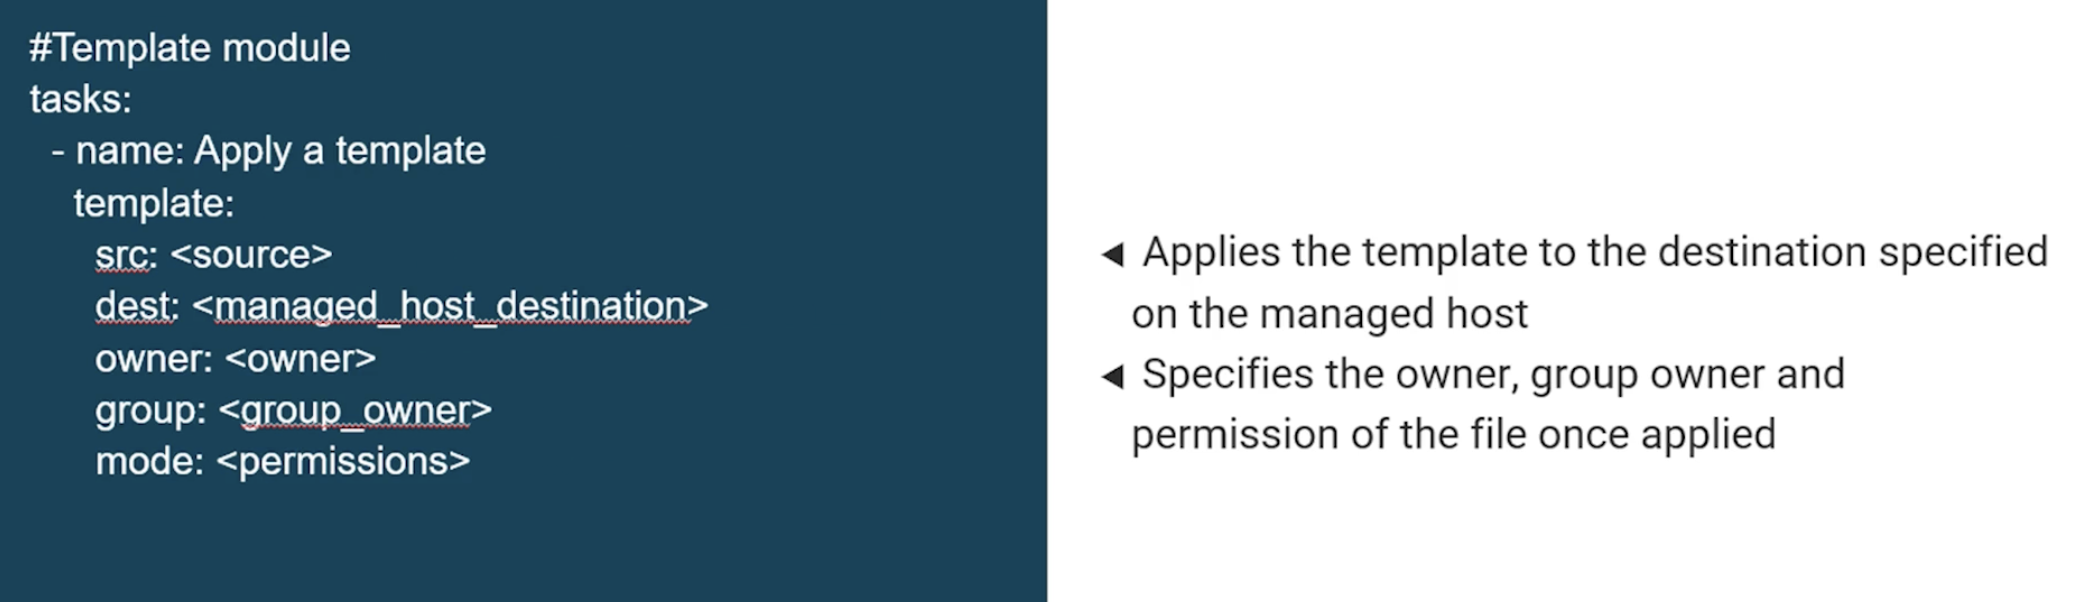 #Template module
tasks:
- name: Apply a template
template:
src: <source>
dest: <managed_host_destination>
owner: <owner>
group: <group_owner>
mode: <permissions>
◄ Applies the template to the destination specified
on the managed host
◄ Specifies the owner, group owner and
permission of the file once applied